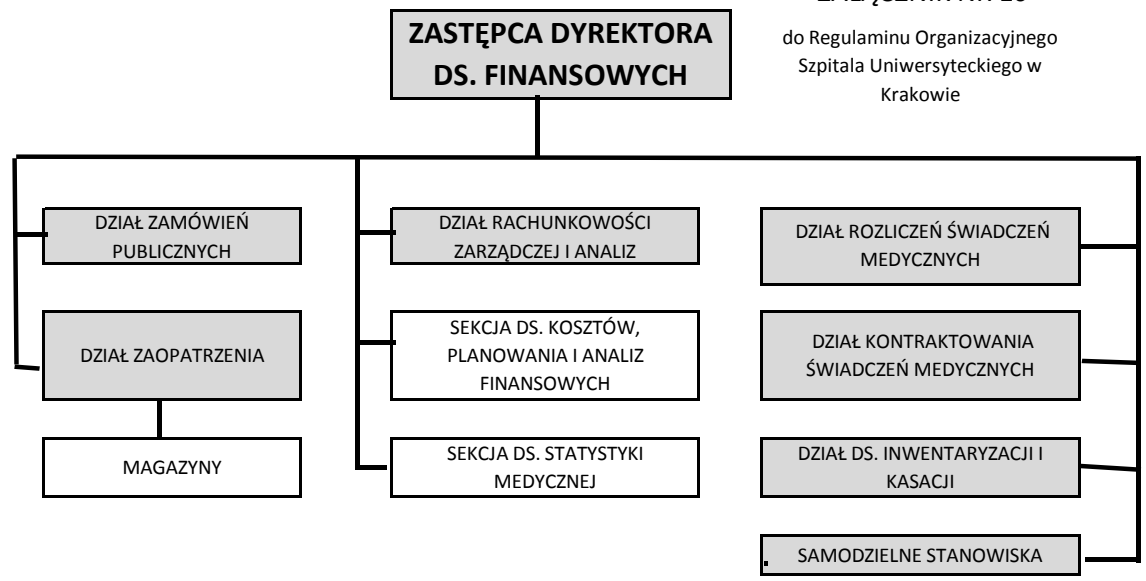 ZASTĘPCA DYREKTORA
DS. FINANSOWYCH
do Regulaminu Organizacyjnego
Szpitala Uniwersyteckiego w
Krakowie
DZIAŁ ZAMÓWIEŃ
PUBLICZNYCH
DZIAŁ RACHUNKOWOŚCI
ZARZĄDCZEJ I ANALIZ
DZIAŁ ROZLICZEŃ ŚWIADCZEŃ
MEDYCZNYCH
DZIAŁ ZAOPATRZENIA
SEKCJA DS. KOSZTÓW,
PLANOWANIA I ANALIZ
FINANSOWYCH
DZIAŁ KONTRAKTOWANIA
ŚWIADCZEŃ MEDYCZNYCH
MAGAZYNY
SEKCJA DS. STATYSTYKI
MEDYCZNEJ
DZIAŁ DS. INWENTARYZACJI I
KASACJI
SAMODZIELNE STANOWISKA